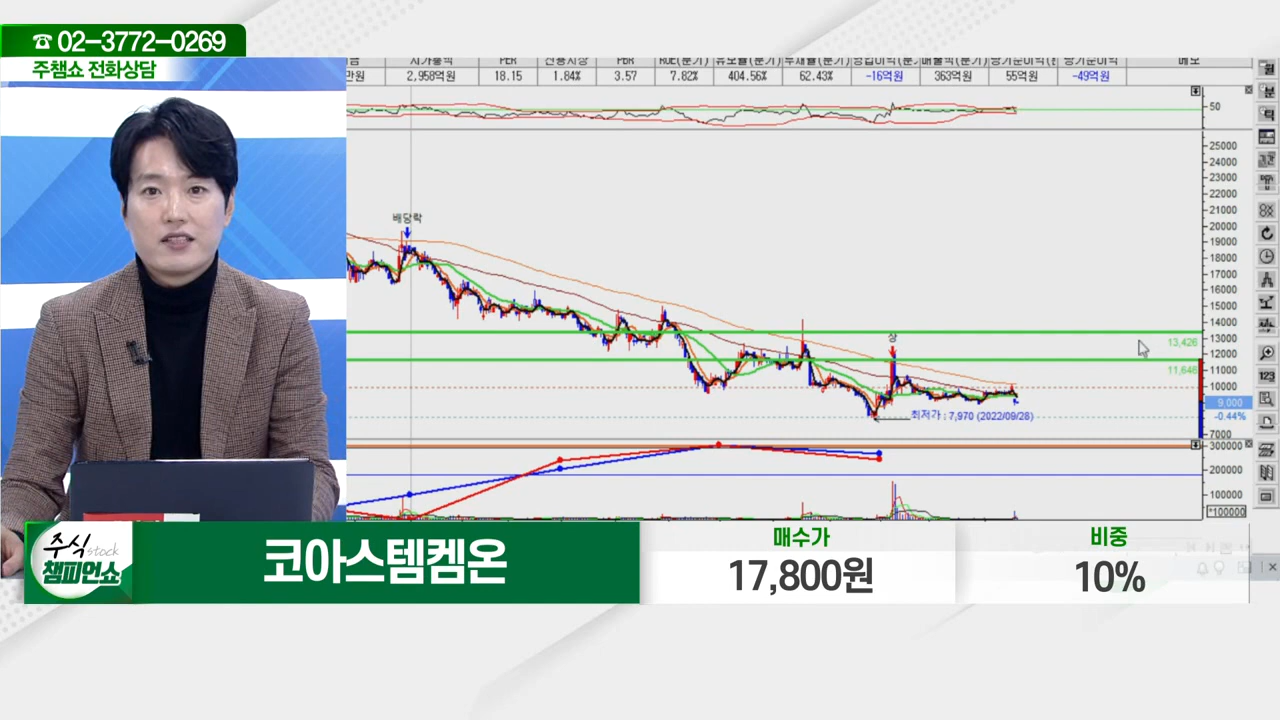 ☎ 02-3772-0269
주챔쇼 전화상담
시가총액 PER PBR
만원 2,958억원 18.15 1.84% 3.57 7.82% 404.56% 62.43% -16억원 363억원 55억원 -49억원
메모
50
25000
24000
23000
22000
21000
20000
19000
18000
17000
16000
15000
14000
13000
12000
11000
10000
9,000
-0.44%
7000
배당락
상
13,426
11,646
최저가 : 7,970 (2022/09/28)
300000
200000
100000
*100000
주식
stock
챔피언쇼
코아스템켐온
매수가
17,800원
비중
10%